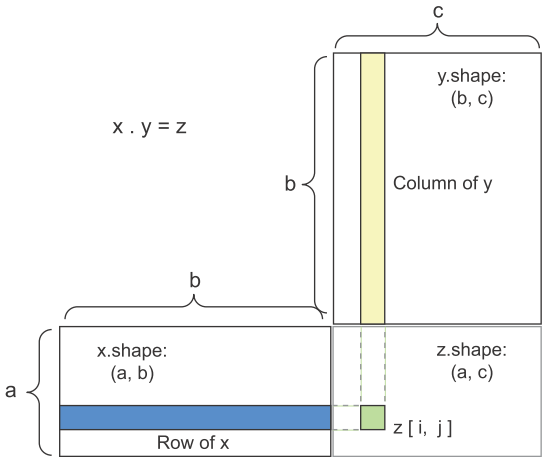 c
y.shape:
(b, c)
x . y = z
b
Column of y
b
x.shape:
(a, b)
z.shape:
(a, c)
a
z [ i, j ]
Row of x